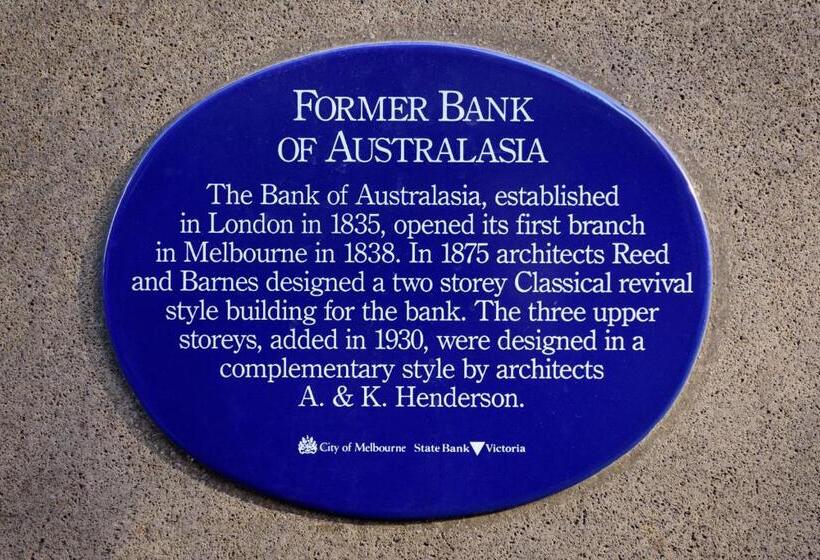 FORMER BANK
OF AUSTRALASIA
The Bank of Australasia, established
in London in 1835, opened its first branch
in Melbourne in 1838. In 1875 architects Reed
and Barnes designed a two storey Classical revival
style building for the bank. The three upper
storeys, added in 1930, were designed in a
complementary style by architects
A. & K. Henderson.
City of Melbourne State Bank Victoria